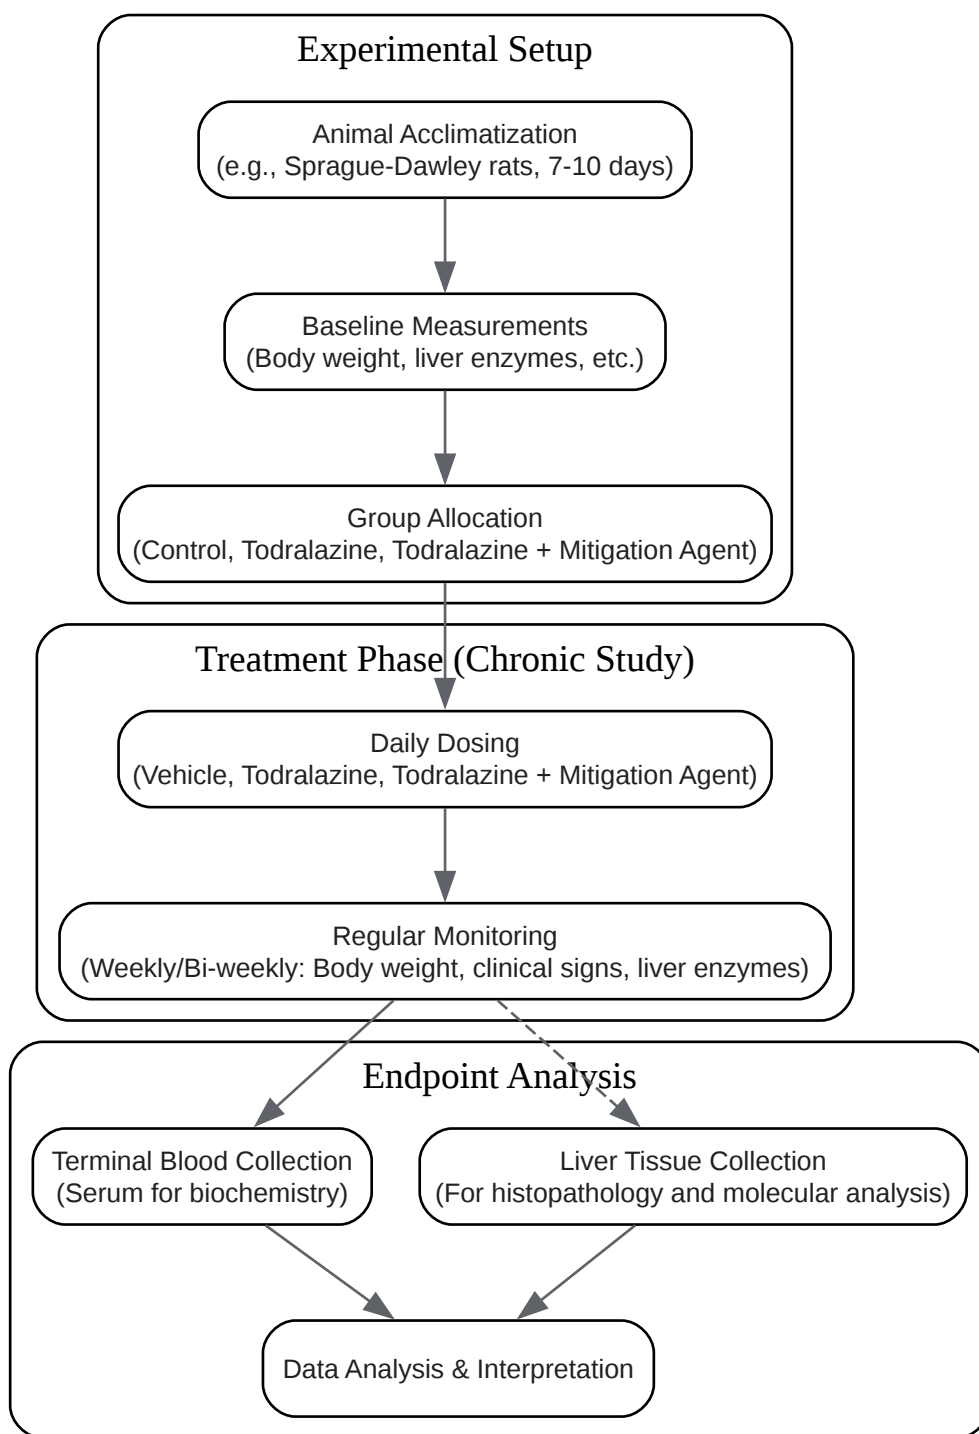 Experimental Setup
Animal Acclimatization
(e.g., Sprague-Dawley rats, 7-10 days)
Baseline Measurements
(Body weight, liver enzymes, etc.)
Group Allocation
(Control, Todralazine, Todralazine + Mitigation Agent)
Treatment Phase (Chronic Study)
Daily Dosing
(Vehicle, Todralazine, Todralazine + Mitigation Agent)
Regular Monitoring
(Weekly/Bi-weekly: Body weight, clinical signs, liver enzymes)
Endpoint Analysis
Terminal Blood Collection
(Serum for biochemistry)
Liver Tissue Collection
(For histopathology and molecular analysis)
Data Analysis & Interpretation